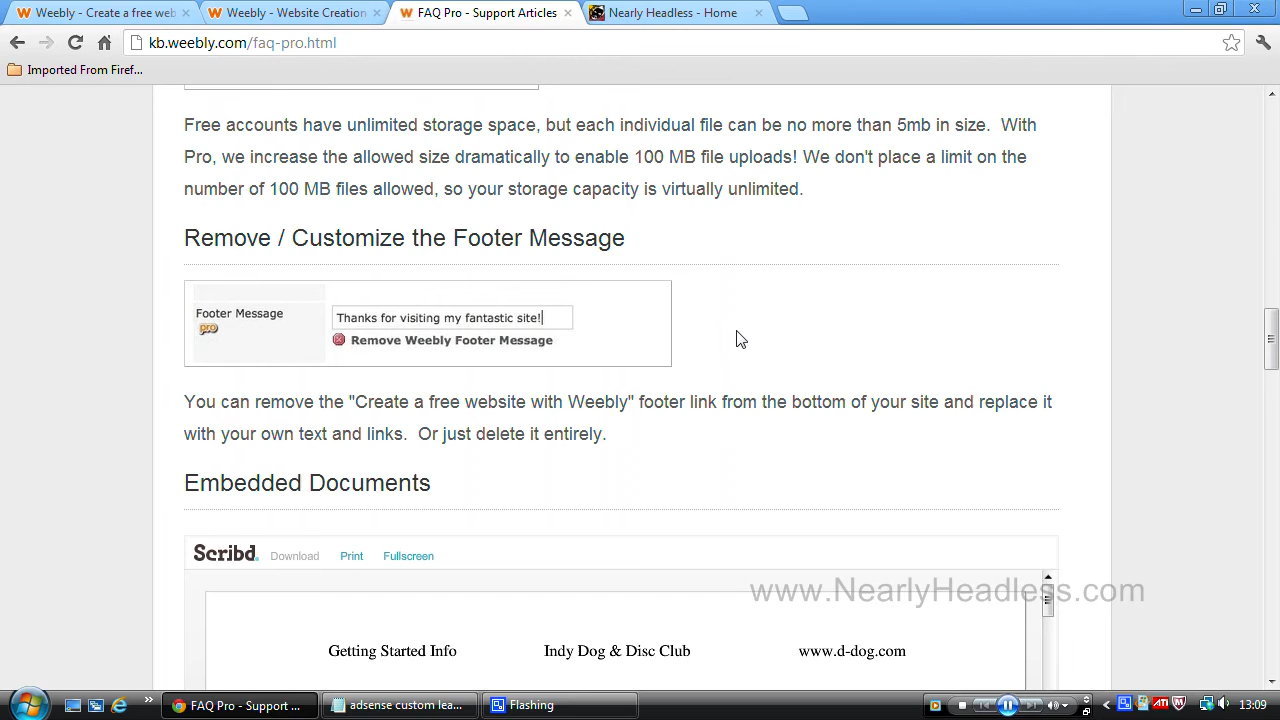 Weebly - Create a free web
Weebly - Website Creation
FAQ Pro - Support Articles
Nearly Headless - Home
kb.weebly.com/faq-pro.html
Imported From Firef...
Free accounts have unlimited storage space, but each individual file can be no more than 5mb in size.  With
Pro, we increase the allowed size dramatically to enable 100 MB file uploads! We don't place a limit on the
number of 100 MB files allowed, so your storage capacity is virtually unlimited.
Remove / Customize the Footer Message
Footer Message
pro
Thanks for visiting my fantastic site!
Remove Weebly Footer Message
You can remove the "Create a free website with Weebly" footer link from the bottom of your site and replace it
with your own text and links.  Or just delete it entirely.
Embedded Documents
Scribd. Download Print Fullscreen
www.NearlyHeadless.com
Getting Started Info Indy Dog & Disc Club www.d-dog.com
FAQ Pro - Support ...
adsense custom lea...
Flashing
ATI
13:09